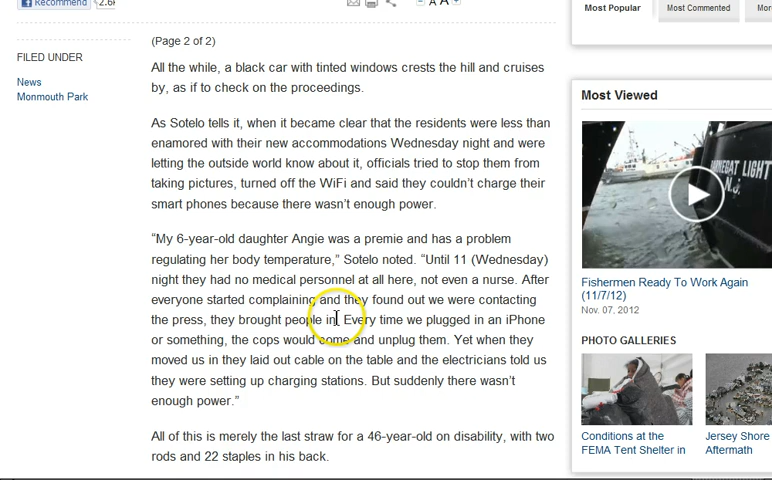 Recommend
A A
Most Popular
Most Commented
(Page 2 of 2)
FILED UNDER
News
Monmouth Park
All the while, a black car with tinted windows crests the hill and cruises
by, as if to check on the proceedings.
As Sotelo tells it, when it became clear that the residents were less than
enamored with their new accommodations Wednesday night and were
letting the outside world know about it, officials tried to stop them from
taking pictures, turned off the WiFi and said they couldn't charge their
smart phones because there wasn't enough power.
“My 6-year-old daughter Angie was a premie and has a problem
regulating her body temperature,” Sotelo noted. “Until 11 (Wednesday)
night they had no medical personnel at all here, not even a nurse. After
everyone started complaining and they found out we were contacting
the press, they brought people in. Every time we plugged in an iPhone
or something, the cops would come and unplug them. Yet when they
moved us in they laid out cable on the table and the electricians told us
they were setting up charging stations. But suddenly there wasn't
enough power.”
All of this is merely the last straw for a 46-year-old on disability, with two
rods and 22 staples in his back.
Most Viewed
BARNEGAT LIGHT
N.J.
Fishermen Ready To Work Again
(11/7/12)
Nov. 07, 2012
PHOTO GALLERIES
Conditions at the
FEMA Tent Shelter in
Jersey Shore
Aftermath